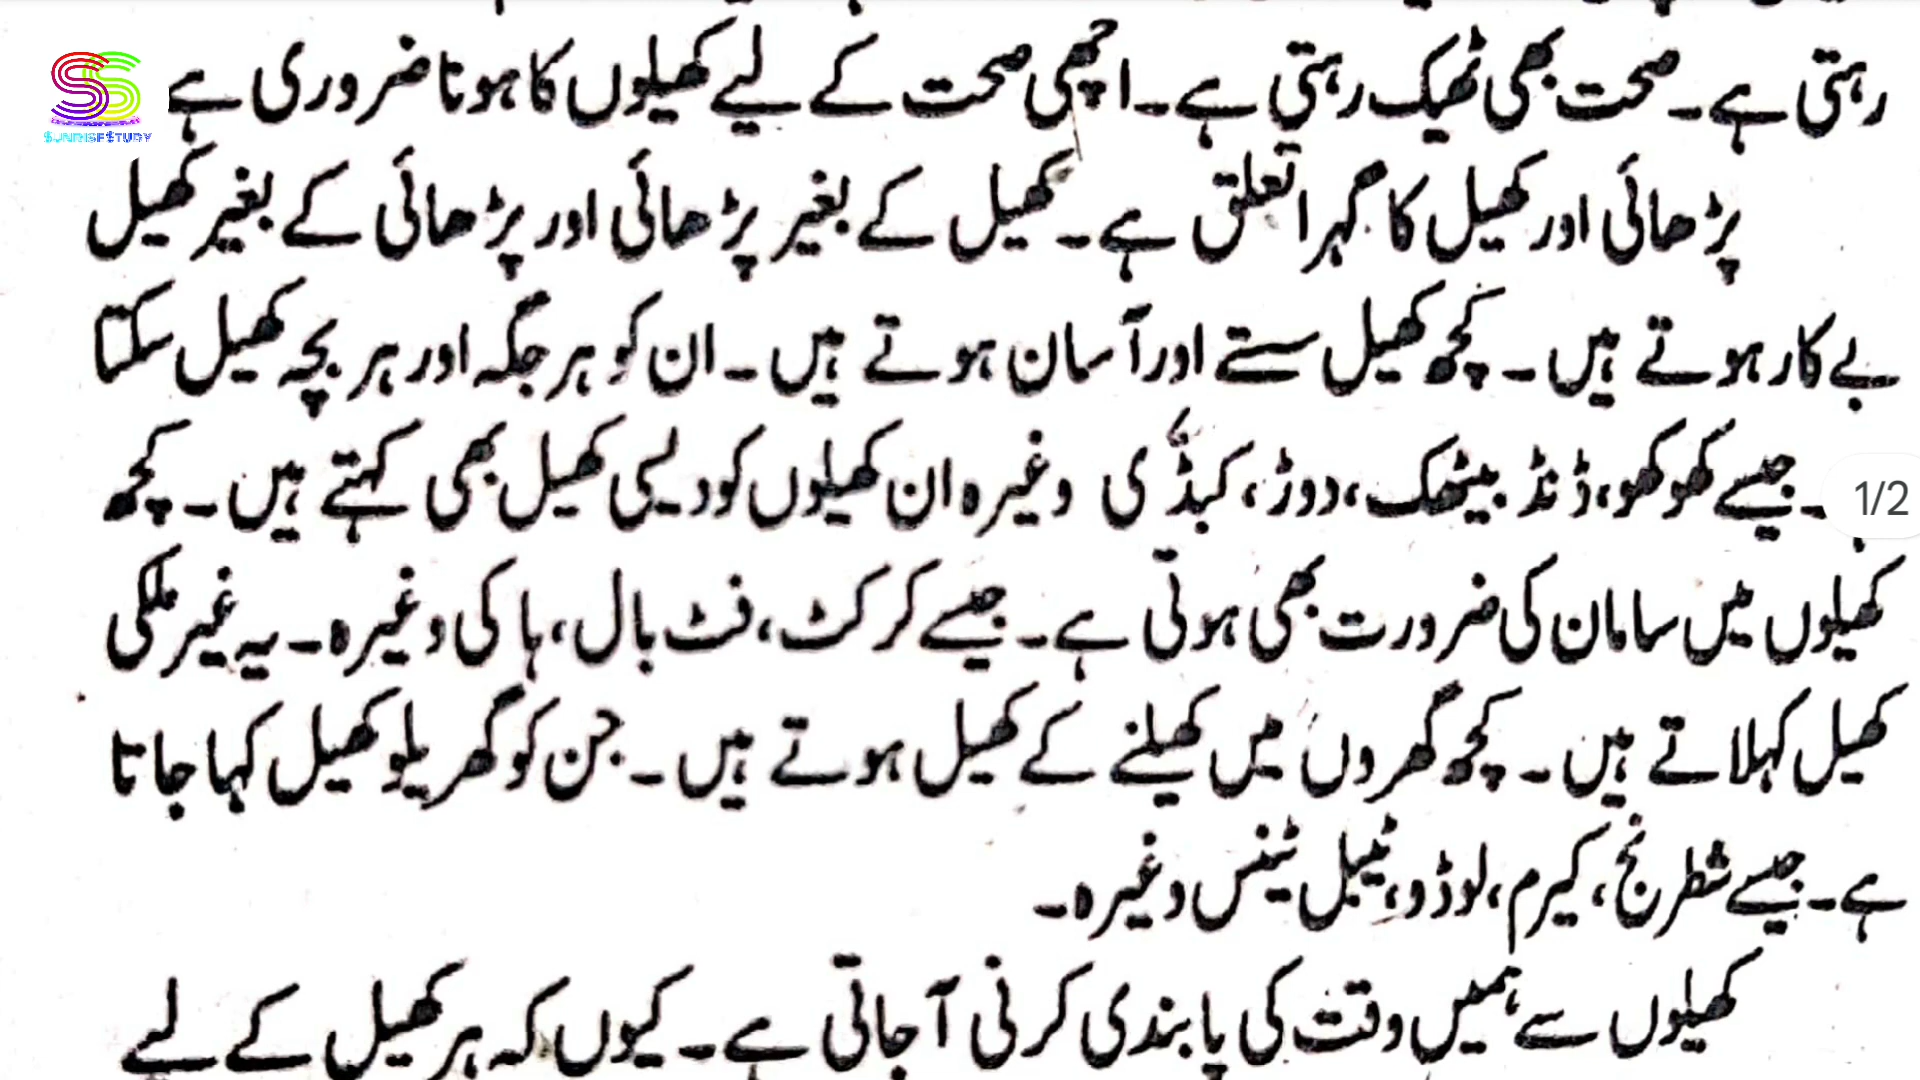 رہتی ہے۔ صحت بھی ٹھیک رہتی ہے۔ اچھی صحت کے لیے کھیلوں کا ہونا ضروری ہے
SUNRISESTUDY
پڑھائی اور کھیل کا گہرا تعلق ہے۔ کھیل کے بغیر پڑھائی اور پڑھائی کے بغیر کھیل
بے کار ہوتے ہیں۔ کچھ کھیل سستے اور آسان ہوتے ہیں۔ ان کو ہر جگہ اور ہر بچہ کھیل سکتا
۔ جیسے کھوکھو، ڈنڈ بیٹھک، دوڑ، کبڈّی وغیرہ ان کھیلوں کو دیسی کھیل بھی کہتے ہیں۔ کچھ
1/2
کھیلوں میں سامان کی ضرورت بھی ہوتی ہے۔ جیسے کرکٹ، فٹ بال، ہاکی وغیرہ۔ یہ غیر ملکی
کھیل کہلاتے ہیں۔ کچھ گھروں میں کھیلنے کے کھیل ہوتے ہیں۔ جن کو گھریلو کھیل کہا جاتا
ہے۔ جیسے شطرنج، کیرم، لوڈو، ٹیبل ٹینس وغیرہ۔
کھیلوں سے ہمیں وقت کی پابندی کرنی آجاتی ہے۔ کیوں کہ ہر کھیل کے لیے